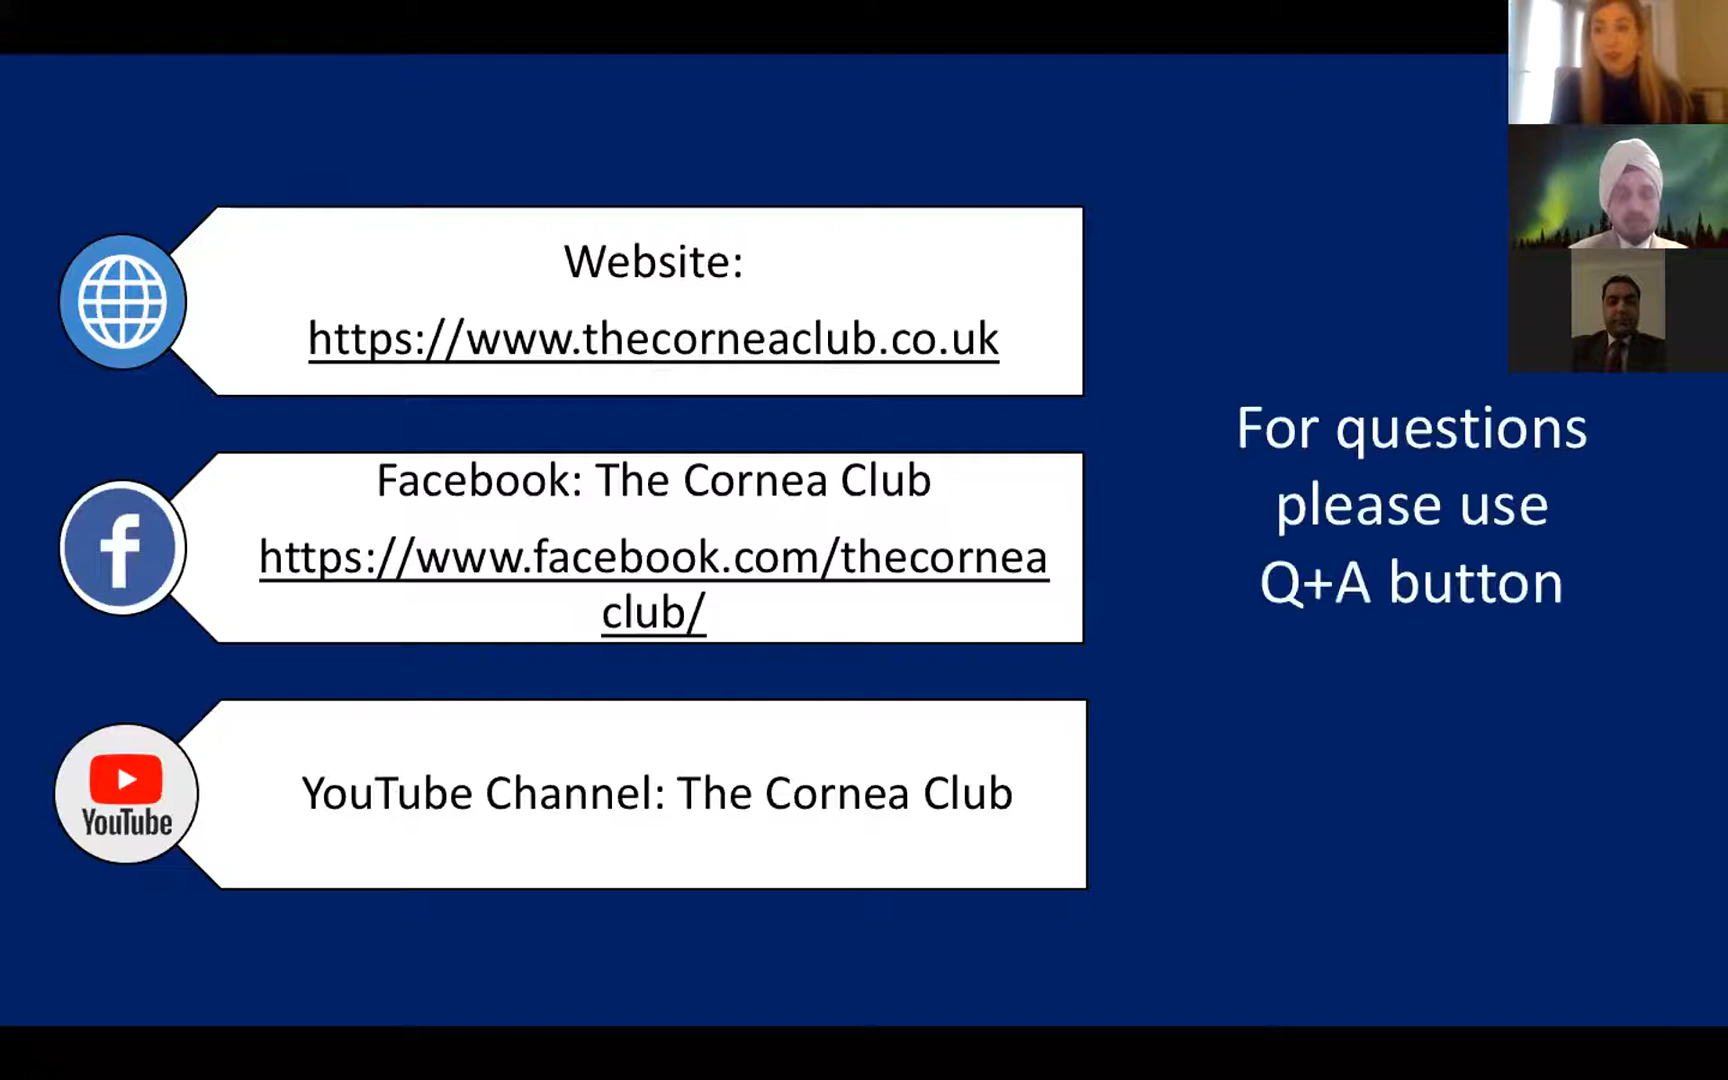 Website:
https://www.thecorneaclub.co.uk
Facebook: The Cornea Club
https://www.facebook.com/thecornea
club/
YouTube
YouTube Channel: The Cornea Club
For questions
please use
Q+A button